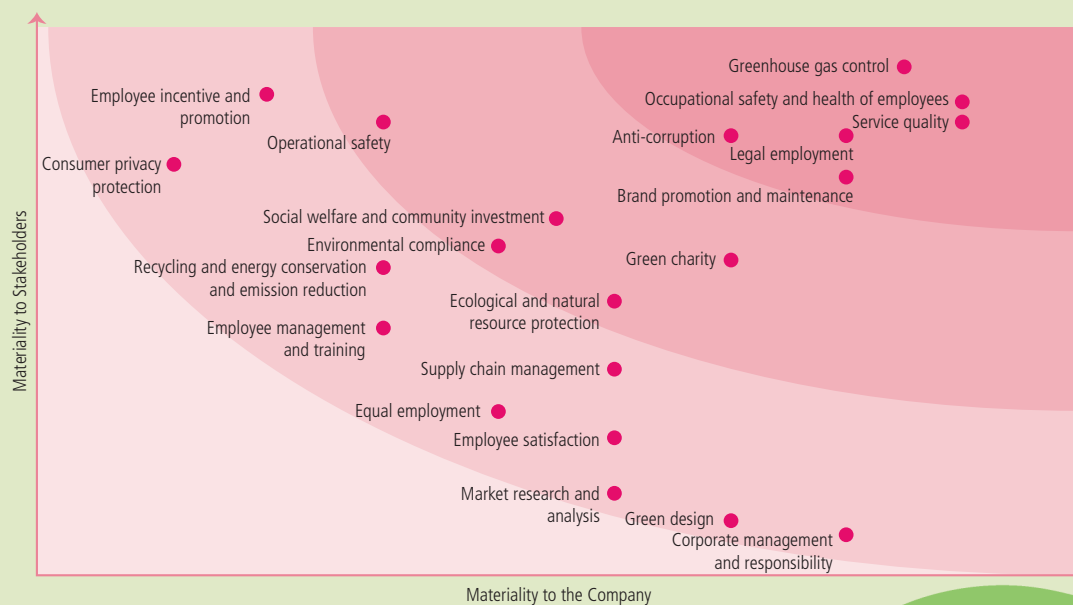 Greenhouse gas control
Employee incentive and
promotion
Occupational safety and health of employees
Service quality
Operational safety
Anti-corruption
Legal employment
Consumer privacy
protection
Brand promotion and maintenance
Social welfare and community investment
Environmental compliance
Green charity
Recycling and energy conservation
and emission reduction
Ecological and natural
resource protection
Employee management
and training
Supply chain management
Equal employment
Employee satisfaction
Market research and
analysis
Green design
Corporate management
and responsibility
Materiality to Stakeholders
Materiality to the Company